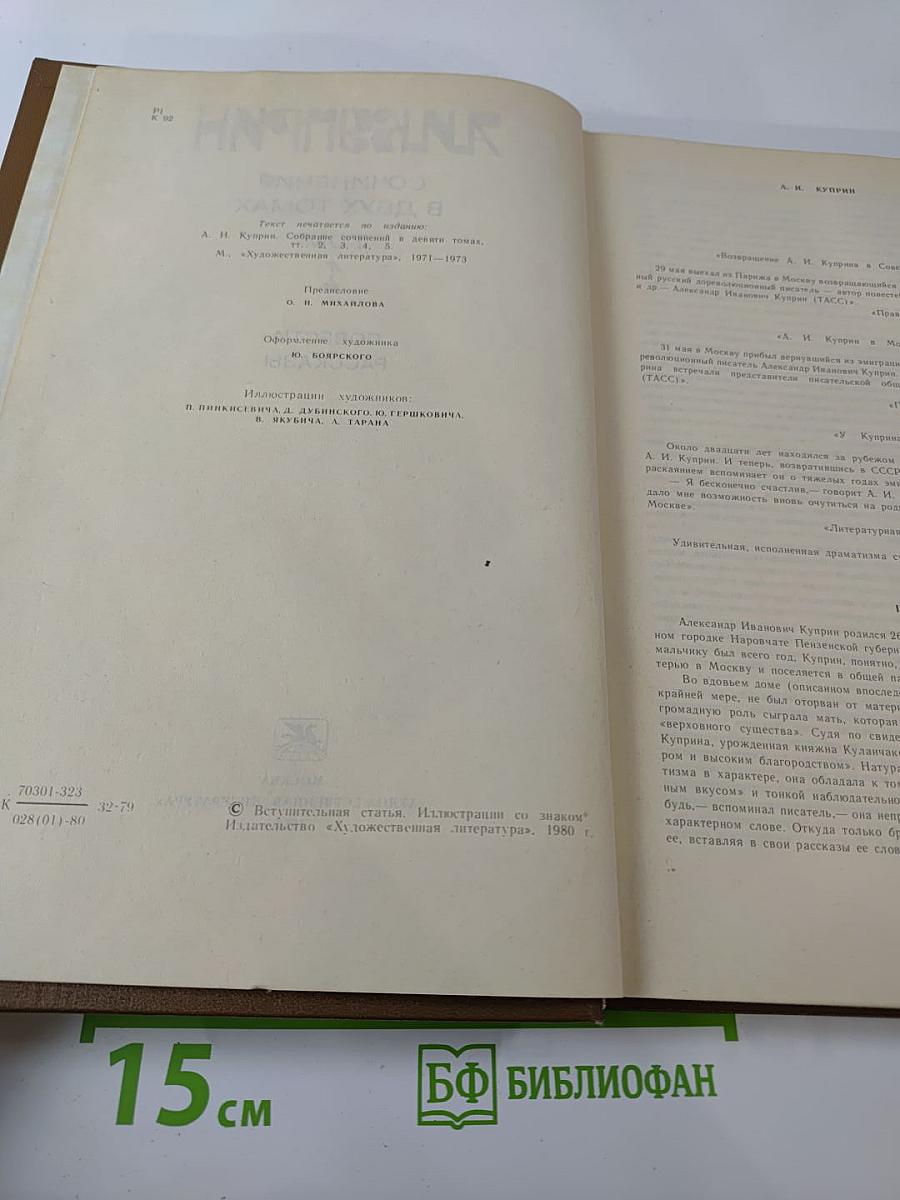 Р1
К 92
Текст печатается по изданию:
А. И. Куприн. Собрание сочинений в девяти томах,
тт. 2, 3, 4, 5.
М., «Художественная литература», 1971—1973
Предисловие
О. Н. МИХАЙЛОВА
Оформление художника
Ю. БОЯРСКОГО
Иллюстрации художников:
П. ПИНКИСЕВИЧА, Д. ДУБИНСКОГО, Ю. ГЕРШКОВИЧА,
В. ЯКУБИЧА, А. ТАРАНА
К 70301-323 32-79
028(01)-80
© Вступительная статья. Иллюстрации со знаком*
Издательство «Художественная литература», 1980 г.
А. И. КУПРИН
«Возвращение А. И. Куприна в Сове
29 мая выехал из Парижа в Москву возвращающийся
ный русский дореволюционный писатель — автор повесте
и др.— Александр Иванович Куприн (ТАСС)».
«Прав
«А. И. Куприн в Мо
31 мая в Москву прибыл вернувшийся из эмиграци
революционный писатель Александр Иванович Куприн.
рина встречали представители писательской общ
(ТАСС)».
«П
«У Куприна
Около двадцати лет находился за рубежом
А. И. Куприн. И теперь, возвратившись в СССР
раскаянием вспоминает он о тяжелых годах эми
— Я бесконечно счастлив,— говорит А. И.
дало мне возможность вновь очутиться на род
Москве».
«Литературная
Удивительная, исполненная драматизма с
Александр Иванович Куприн родился 26
ном городке Наровчате Пензенской губерн
мальчику был всего год, Куприн, понятно,
терью в Москву и поселяется в общей па
Во вдовьем доме (описанном впослед
крайней мере, не был оторван от матери
громадную роль сыграла мать, которая
«верховного существа». Судя по свиде
Куприна, урожденная княжна Куланчак
ром и высоким благородством». Натура
тизма в характере, она обладала к том
ным вкусом» и тонкой наблюдательно
будь,— вспоминал писатель,— она непр
характерном слове. Откуда только бр
ее, вставляя в свои рассказы ее слов
15 см
БФ БИБЛИОФАН